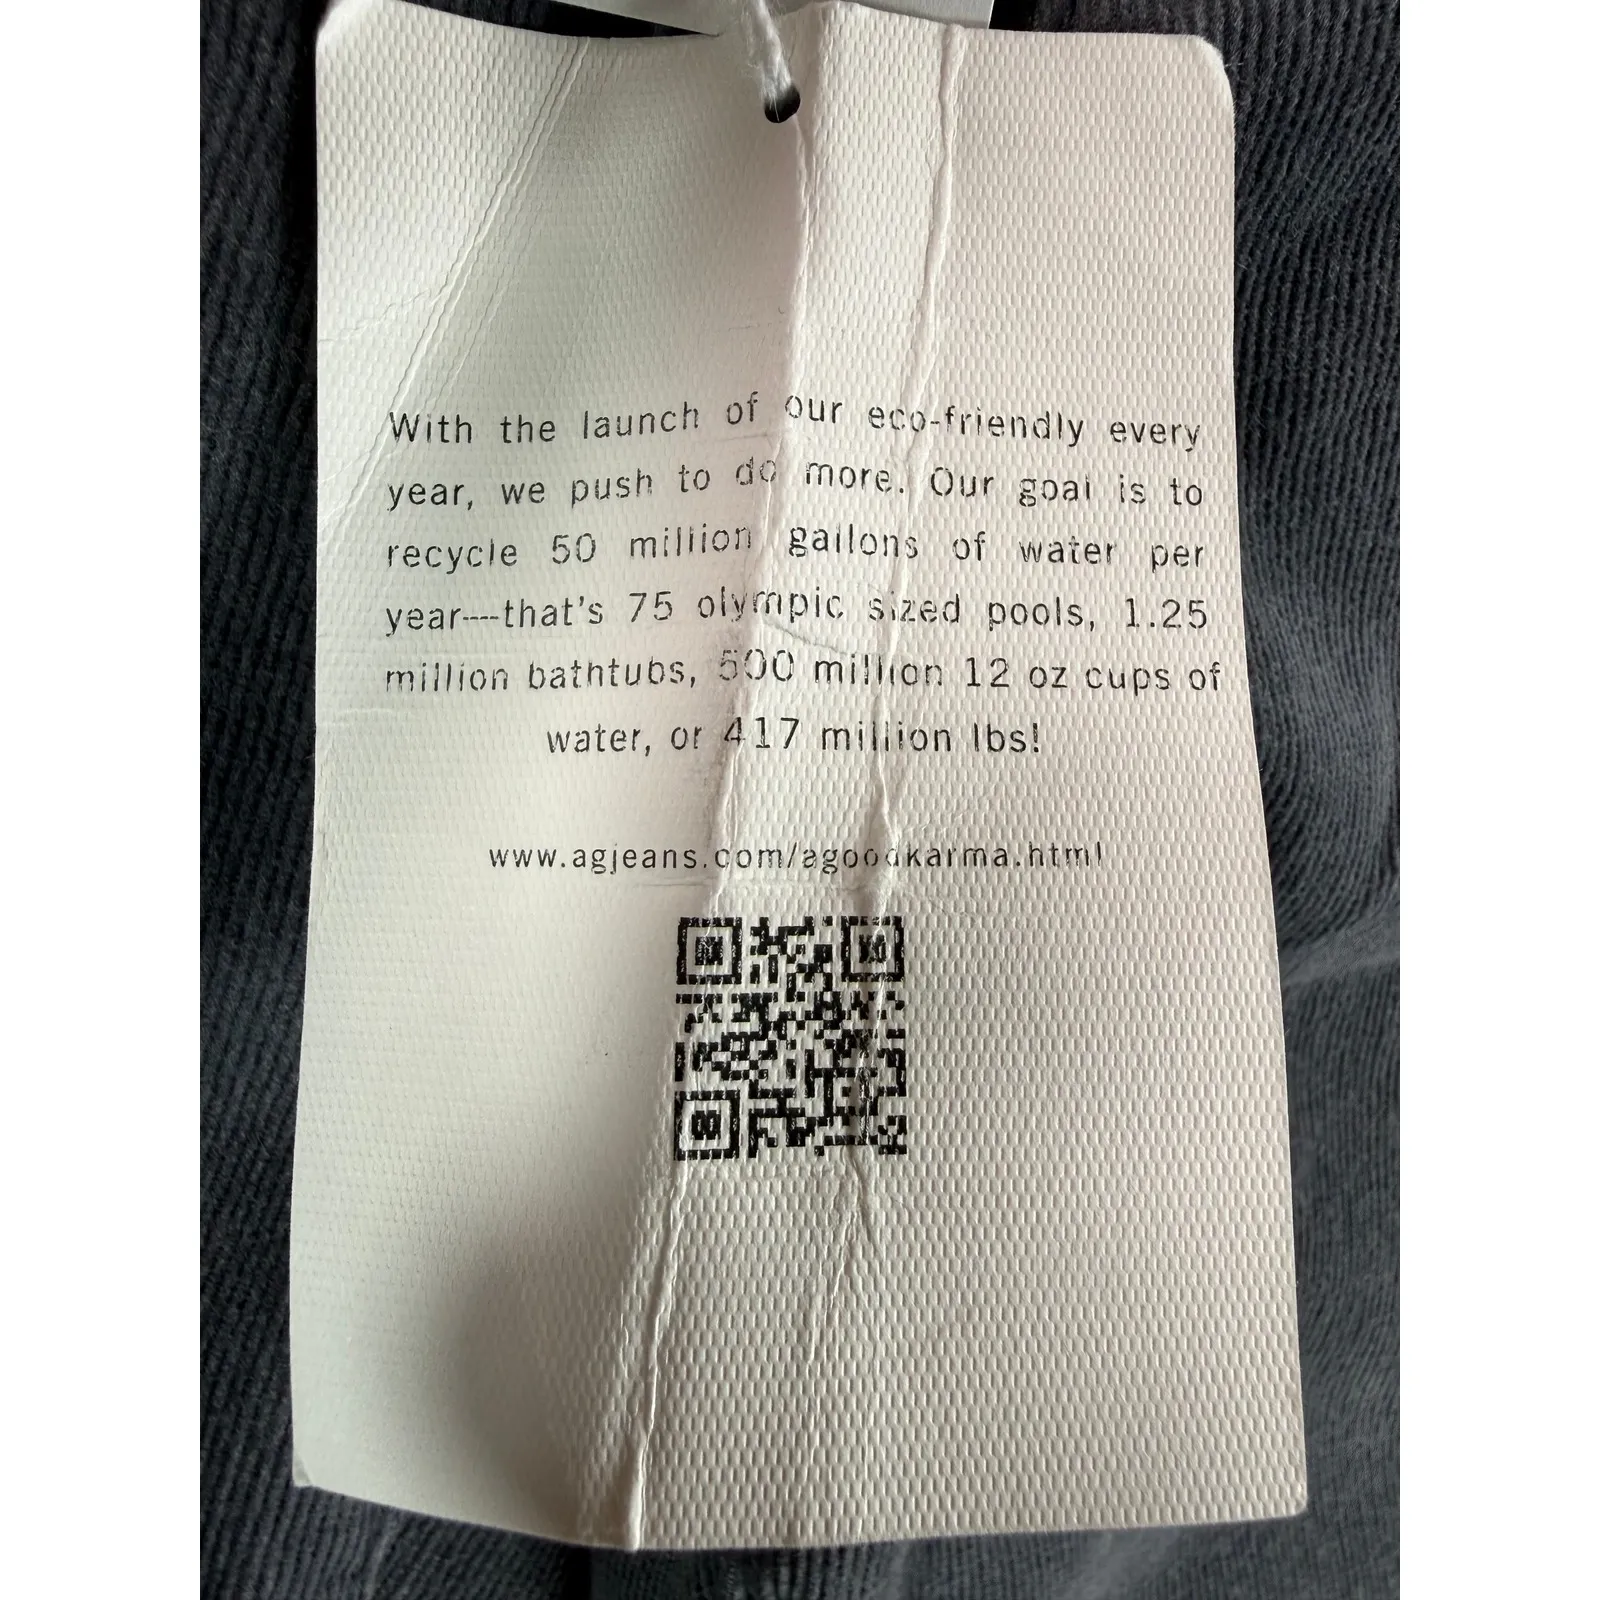 With the launch of our eco-friendly every
year, we push to do more. Our goal is to
recycle 50 million gallons of water per
year---that's 75 olympic sized pools, 1.25
million bathtubs, 500 million 12 oz cups of
water, or 417 million lbs!
www.agjeans.com/agoodkarma.html